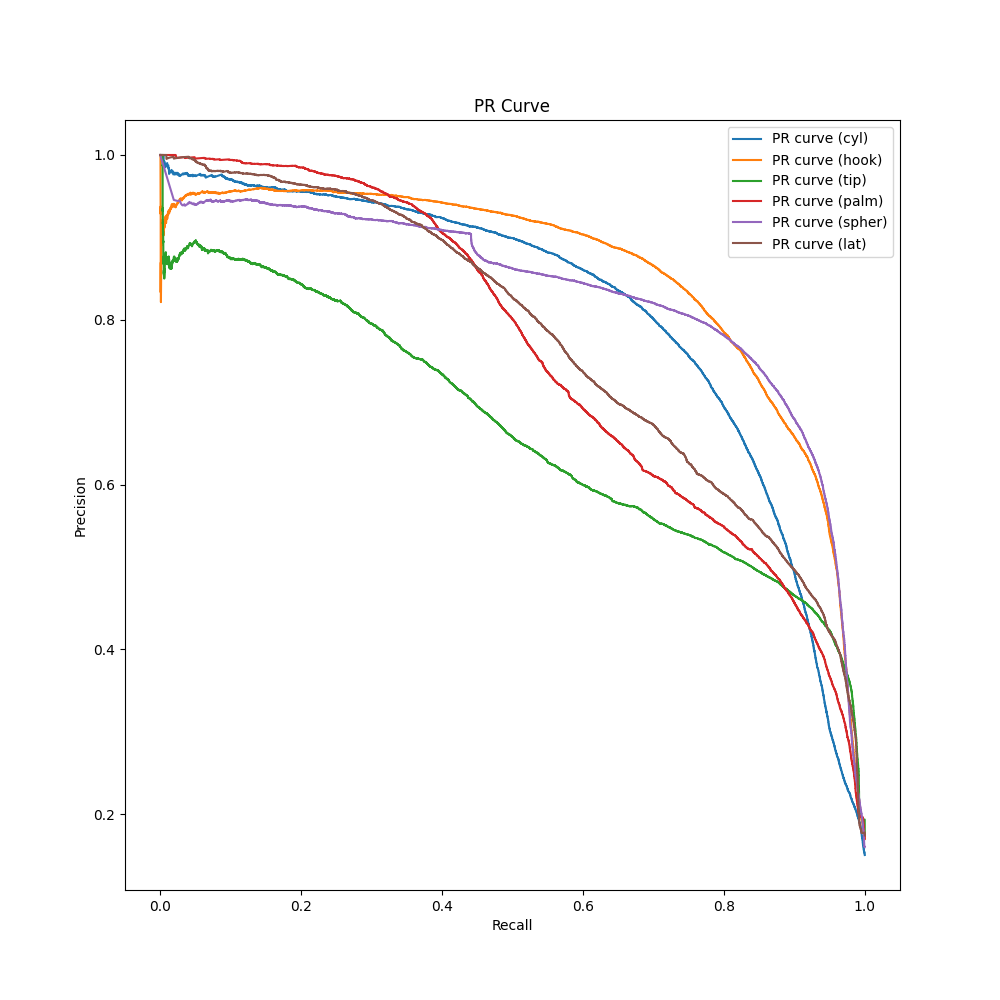 PR Curve
PR curve (cyl)
PR curve (hook)
PR curve (tip)
PR curve (palm)
PR curve (spher)
PR curve (lat)
1.0
0.8
0.6
0.4
0.2
Precision
0.0 0.2 0.4 0.6 0.8 1.0
Recall